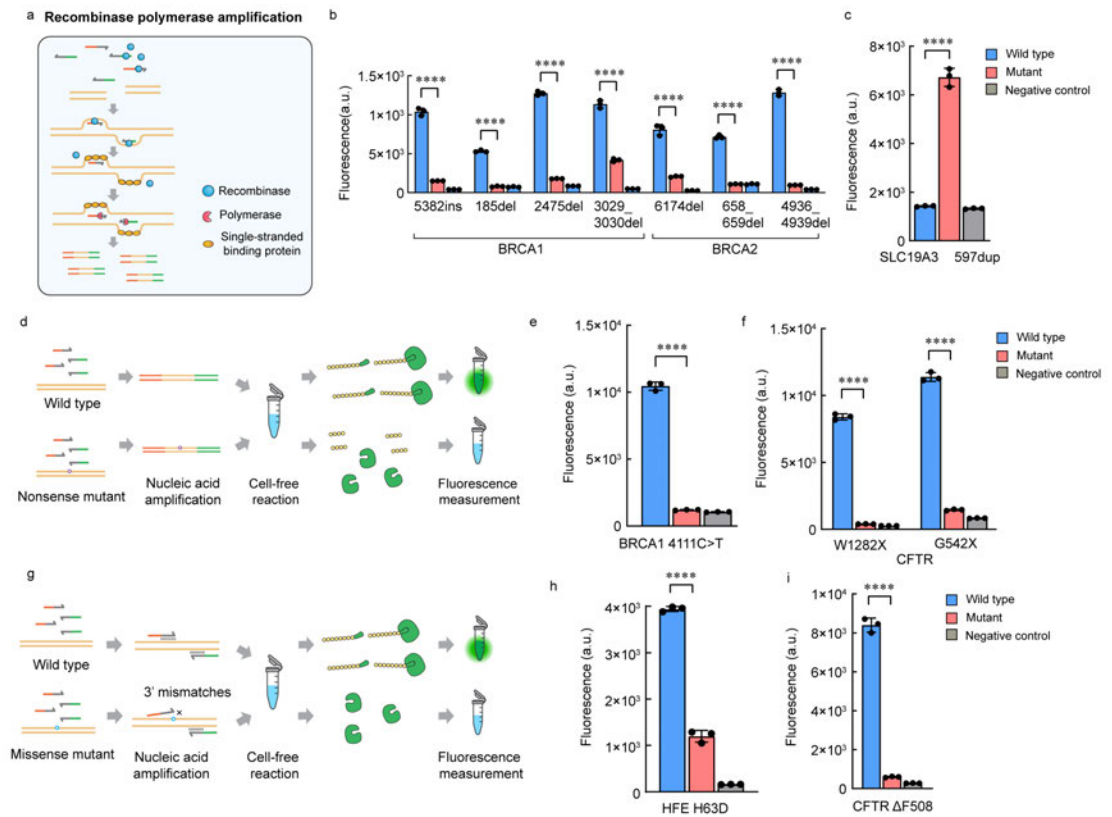 a Recombinase polymerase amplification
Recombinase
Polymerase
Single-stranded
binding protein
b
Fluorescence(a.u.)
1.5×10³
1×10³
5×10³
0
**** **** **** **** **** **** ****
5382ins 185del 2475del 3029_ 6174del 658_ 4936_
3030del 659del 4939del
BRCA1 BRCA2
c
Fluorescence (a.u.)
8×10³
6×10³
4×10³
2×10³
0
****
SLC19A3 597dup
Wild type
Mutant
Negative control
d
Wild type
Nonsense mutant
Nucleic acid
amplification
Cell-free
reaction
Fluorescence
measurement
e
Fluorescence (a.u.)
1.5×10⁴
1×10⁴
5×10³
0
****
BRCA1 4111C>T
f
Fluorescence (a.u.)
1.5×10⁴
1×10⁴
5×10³
0
**** ****
W1282X G542X
CFTR
Wild type
Mutant
Negative control
g
Wild type
3' mismatches
×
Missense mutant
Nucleic acid
amplification
Cell-free
reaction
Fluorescence
measurement
h
Fluorescence (a.u.)
4×10³
3×10³
2×10³
1×10³
0
****
HFE H63D
i
Fluorescence (a.u.)
1×10⁴
8×10³
6×10³
4×10³
2×10³
0
****
CFTR ΔF508
Wild type
Mutant
Negative control